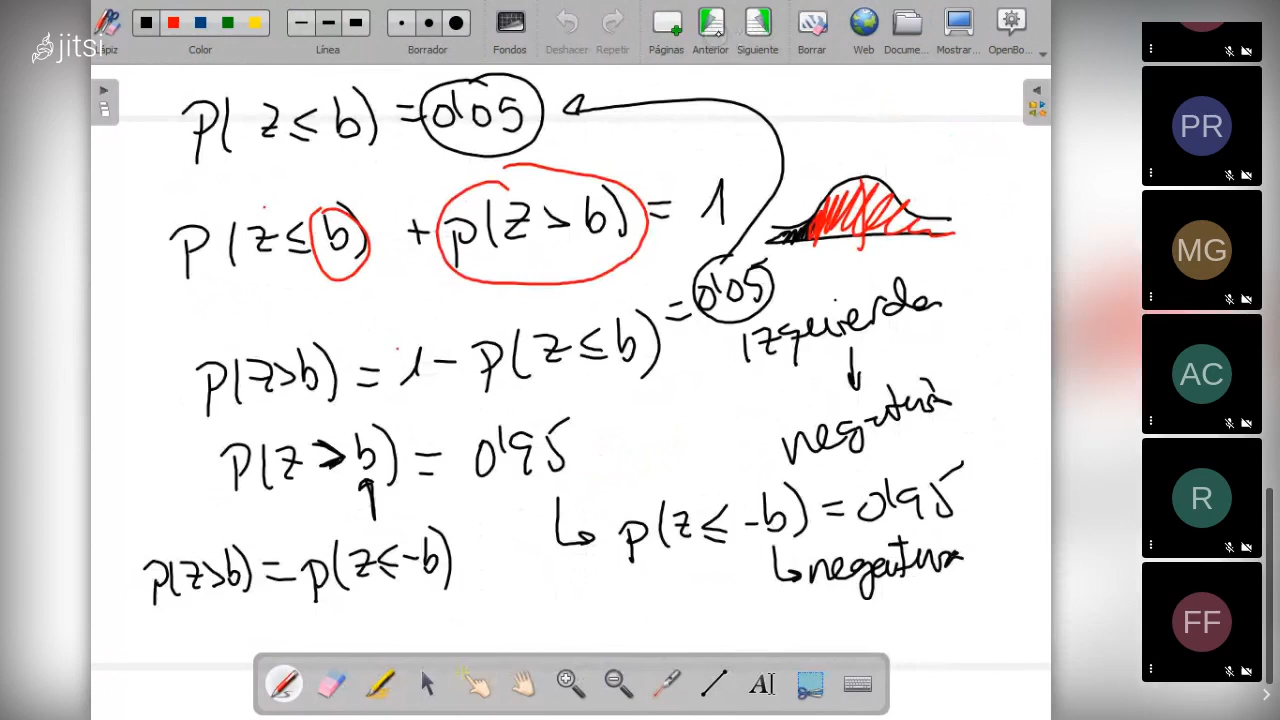 jitsi
Lápiz Color Línea Borrador Fondos Deshacer Repetir Páginas Anterior Siguiente Borrar Web Docume... Mostrar... OpenBo...
P( z ≤ b) = 0'05
P ( z ≤ b) + p(z > b) = 1
p(z>b) = 1 - p(z ≤ b) = 0'05
izquierda
negativa
P(z > b) = 0'95
p(z ≤ -b) = 0'95
negativa
p(z>b) = p(z ≤ -b)
PR
MG
AC
R
FF